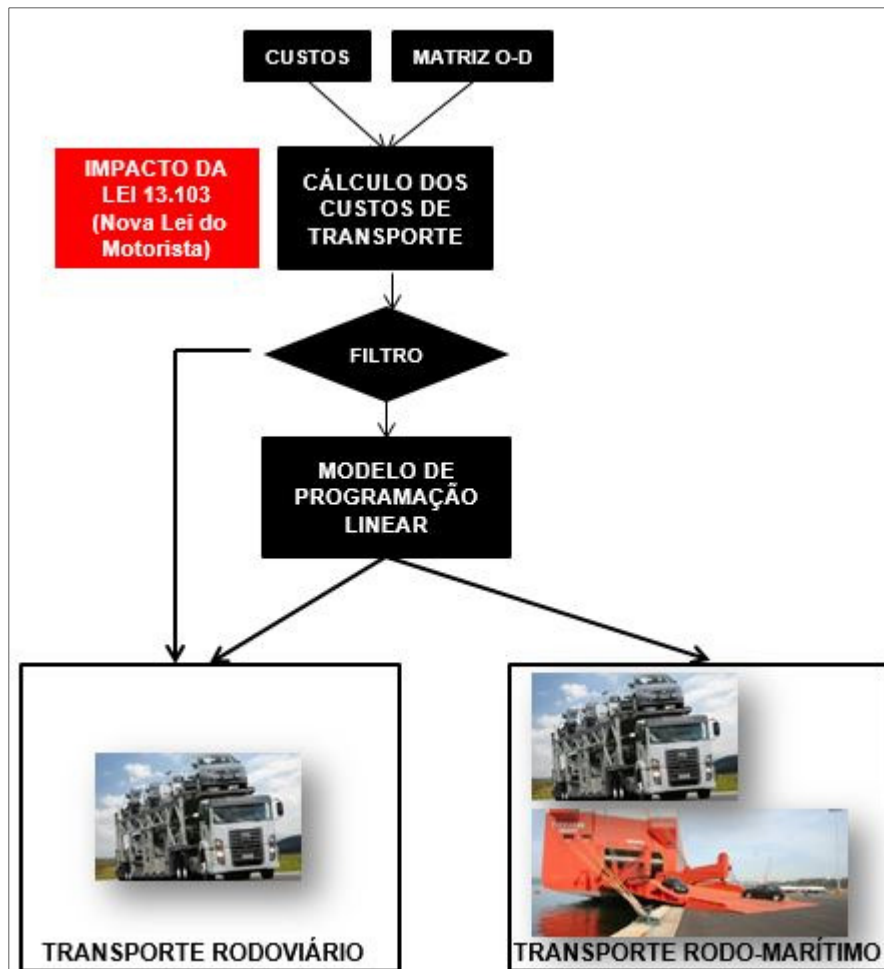 CUSTOS
MATRIZ O-D
IMPACTO DA
LEI 13.103
(Nova Lei do
Motorista)
CÁLCULO DOS
CUSTOS DE
TRANSPORTE
FILTRO
MODELO DE
PROGRAMAÇÃO
LINEAR
TRANSPORTE RODOVIÁRIO
TRANSPORTE RODO-MARÍTIMO